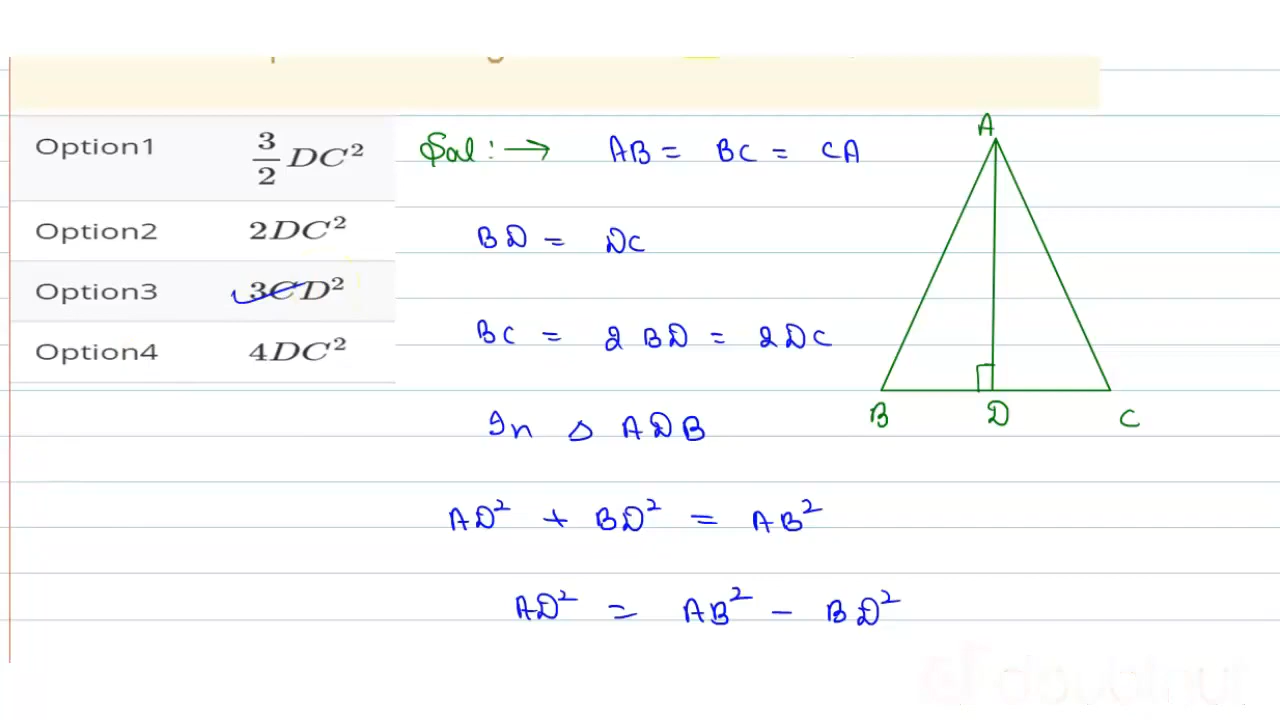 Option1 3/2 DC²
Sol : → AB = BC = CA
Option2 2DC²
BD = DC
Option3 3CD²
BC = 2 BD = 2 DC
Option4 4DC²
In △ ADB
AD² + BD² = AB²
AD² = AB² − BD²
A
B D C
doubtnut